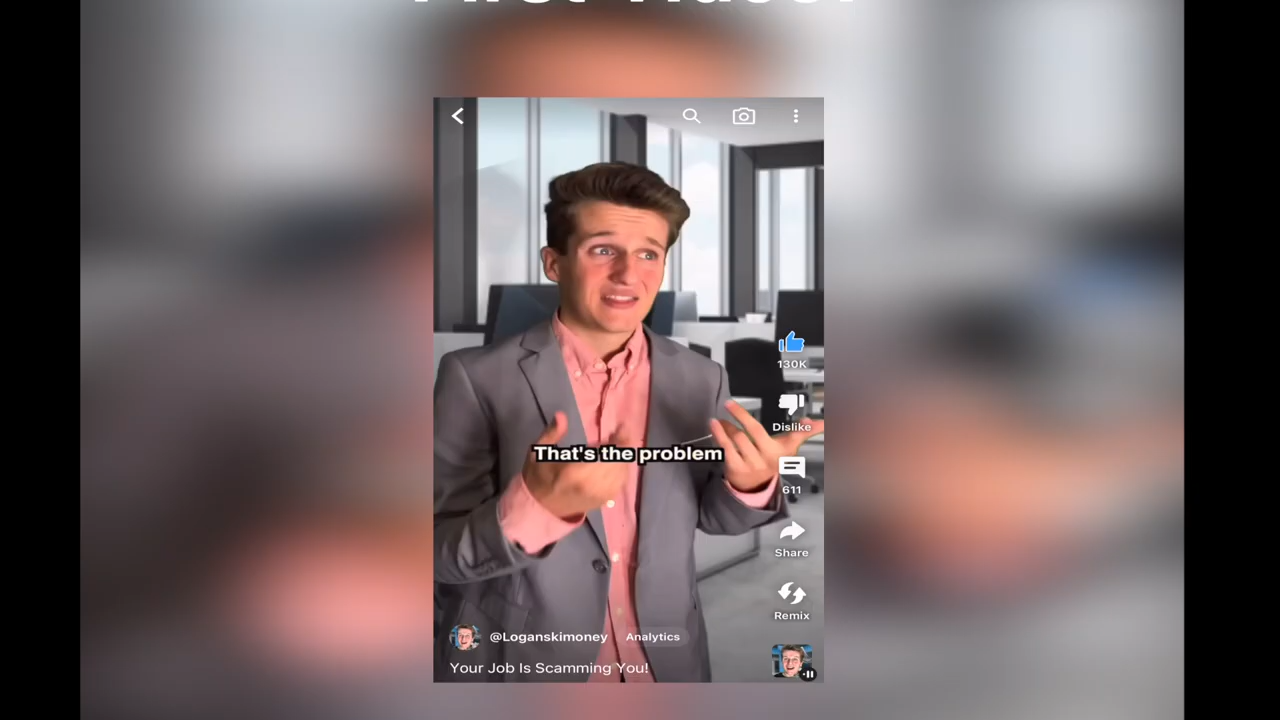 130K
Dislike
That's the problem
611
Share
Remix
@Loganskimoney
Analytics
Your Job Is Scamming You!